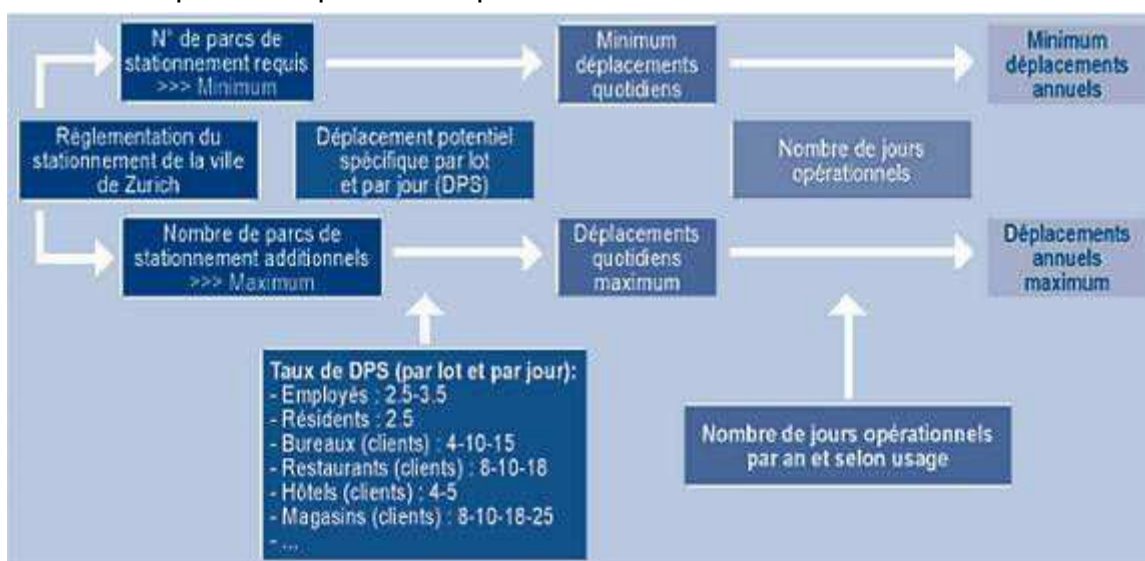 N° de parcs de
stationnement requis
>>> Minimum
Minimum
déplacements
quotidiens
Minimum
déplacements
annuels
Réglementation du
stationnement de la ville
de Zurich
Déplacement potentiel
spécifique par lot
et par jour (DPS)
Nombre de jours
opérationnels
Nombre de parcs de
stationnement additionnels
>>> Maximum
Déplacements
quotidiens
maximum
Déplacements
annuels
maximum
Taux de DPS (par lot et par jour):
- Employés : 2.5-3.5
- Résidents : 2.5
- Bureaux (clients) : 4-10-15
- Restaurants (clients) : 8-10-18
- Hôtels (clients) : 4-5
- Magasins (clients) : 8-10-18-25
- ...
Nombre de jours opérationnels
par an et selon usage